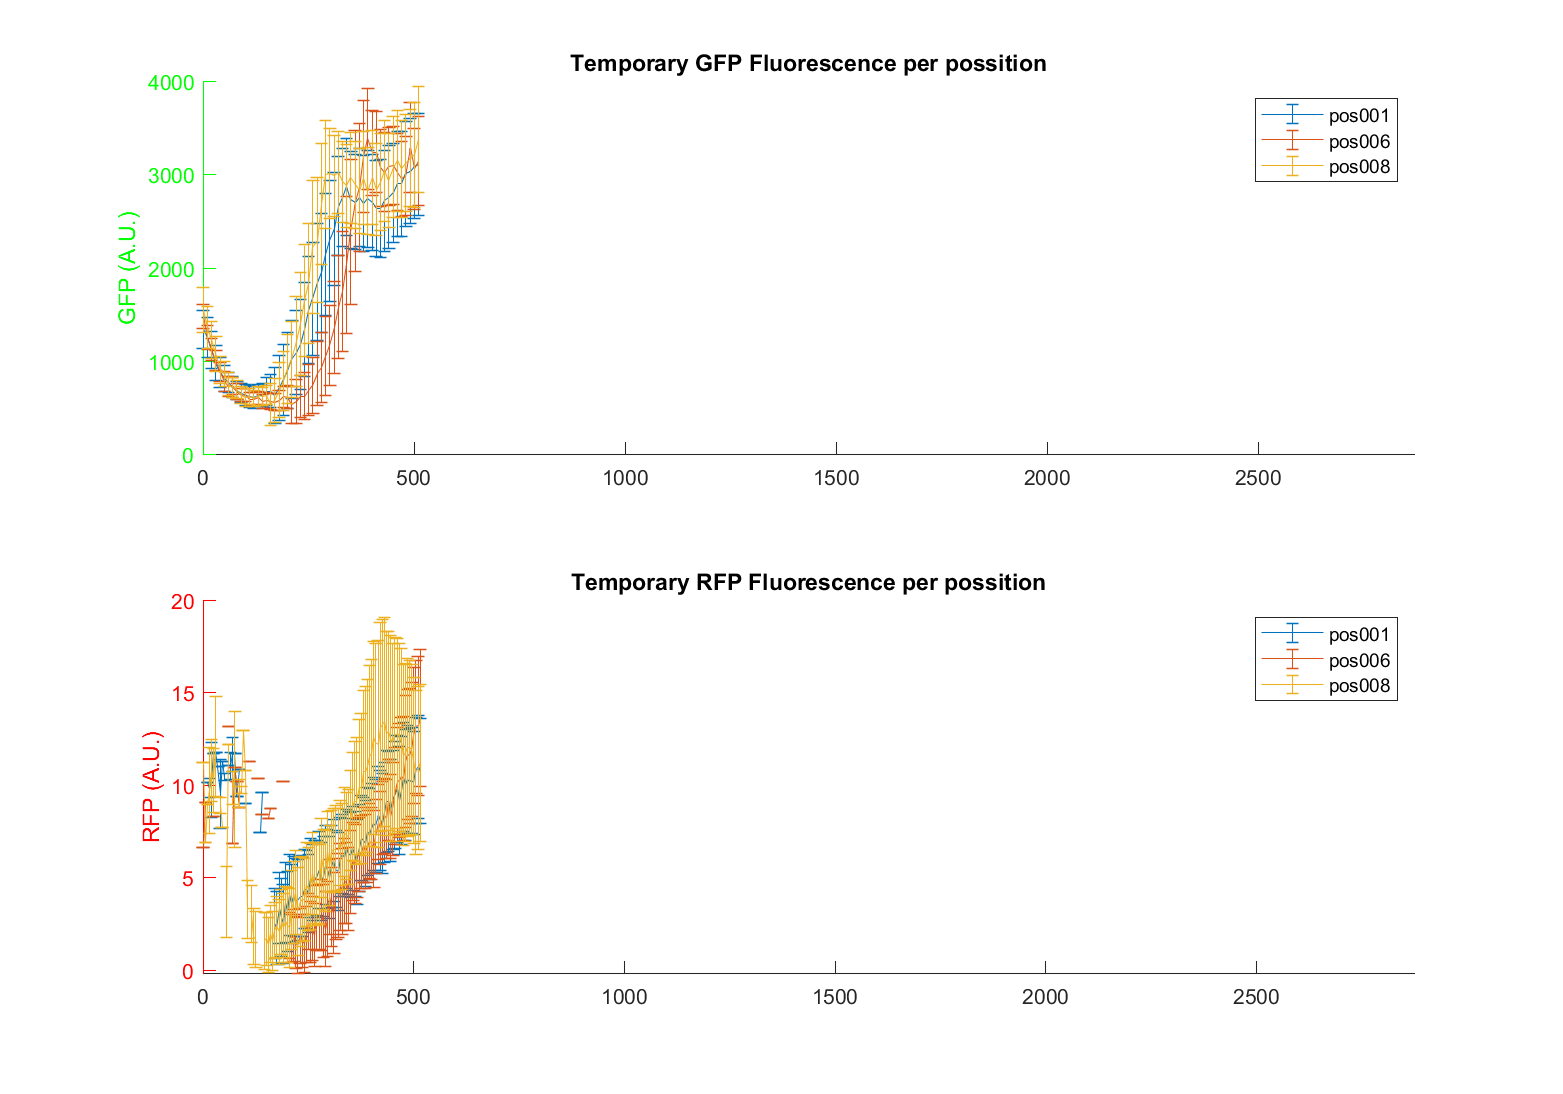 Temporary GFP Fluorescence per possition
GFP (A.U.)
4000
3000
2000
1000
0
0 500 1000 1500 2000 2500
pos001
pos006
pos008
Temporary RFP Fluorescence per possition
RFP (A.U.)
20
15
10
5
0
0 500 1000 1500 2000 2500
pos001
pos006
pos008